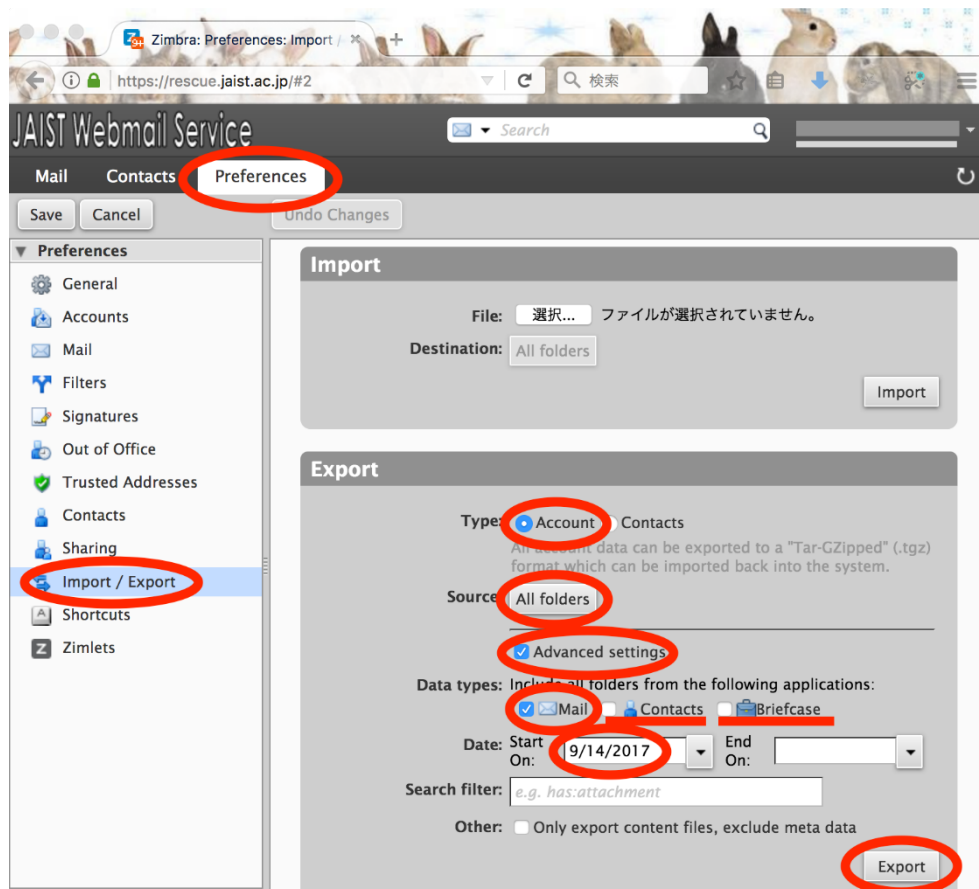 Zimbra: Preferences: Import /
https://rescue.jaist.ac.jp/#2
検索
JAIST Webmail Service
Search
Mail Contacts Preferences
Save Cancel Undo Changes
Preferences
General
Accounts
Mail
Filters
Signatures
Out of Office
Trusted Addresses
Contacts
Sharing
Import / Export
Shortcuts
Zimlets
Import
File: 選択... ファイルが選択されていません。
Destination: All folders
Import
Export
Type: Account Contacts
All account data can be exported to a "Tar-GZipped" (.tgz)
format which can be imported back into the system.
Source: All folders
Advanced settings
Data types: Include all folders from the following applications:
Mail Contacts Briefcase
Date: Start On: 9/14/2017 End On:
Search filter: e.g. has:attachment
Other: Only export content files, exclude meta data
Export